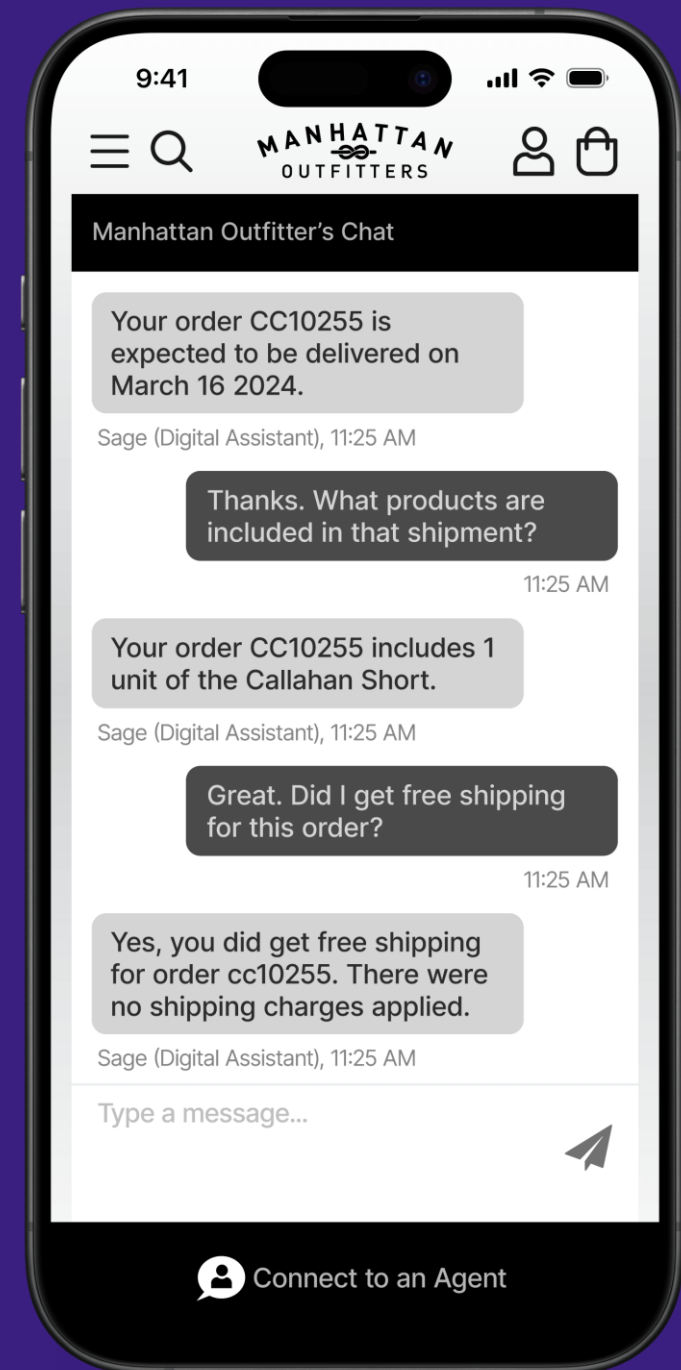 9:41
MANHATTAN
OUTFITTERS
Manhattan Outfitter’s Chat
Your order CC10255 is
expected to be delivered on
March 16 2024.
Sage (Digital Assistant), 11:25 AM
Thanks. What products are
included in that shipment?
11:25 AM
Your order CC10255 includes 1
unit of the Callahan Short.
Sage (Digital Assistant), 11:25 AM
Great. Did I get free shipping
for this order?
11:25 AM
Yes, you did get free shipping
for order cc10255. There were
no shipping charges applied.
Sage (Digital Assistant), 11:25 AM
Type a message...
Connect to an Agent